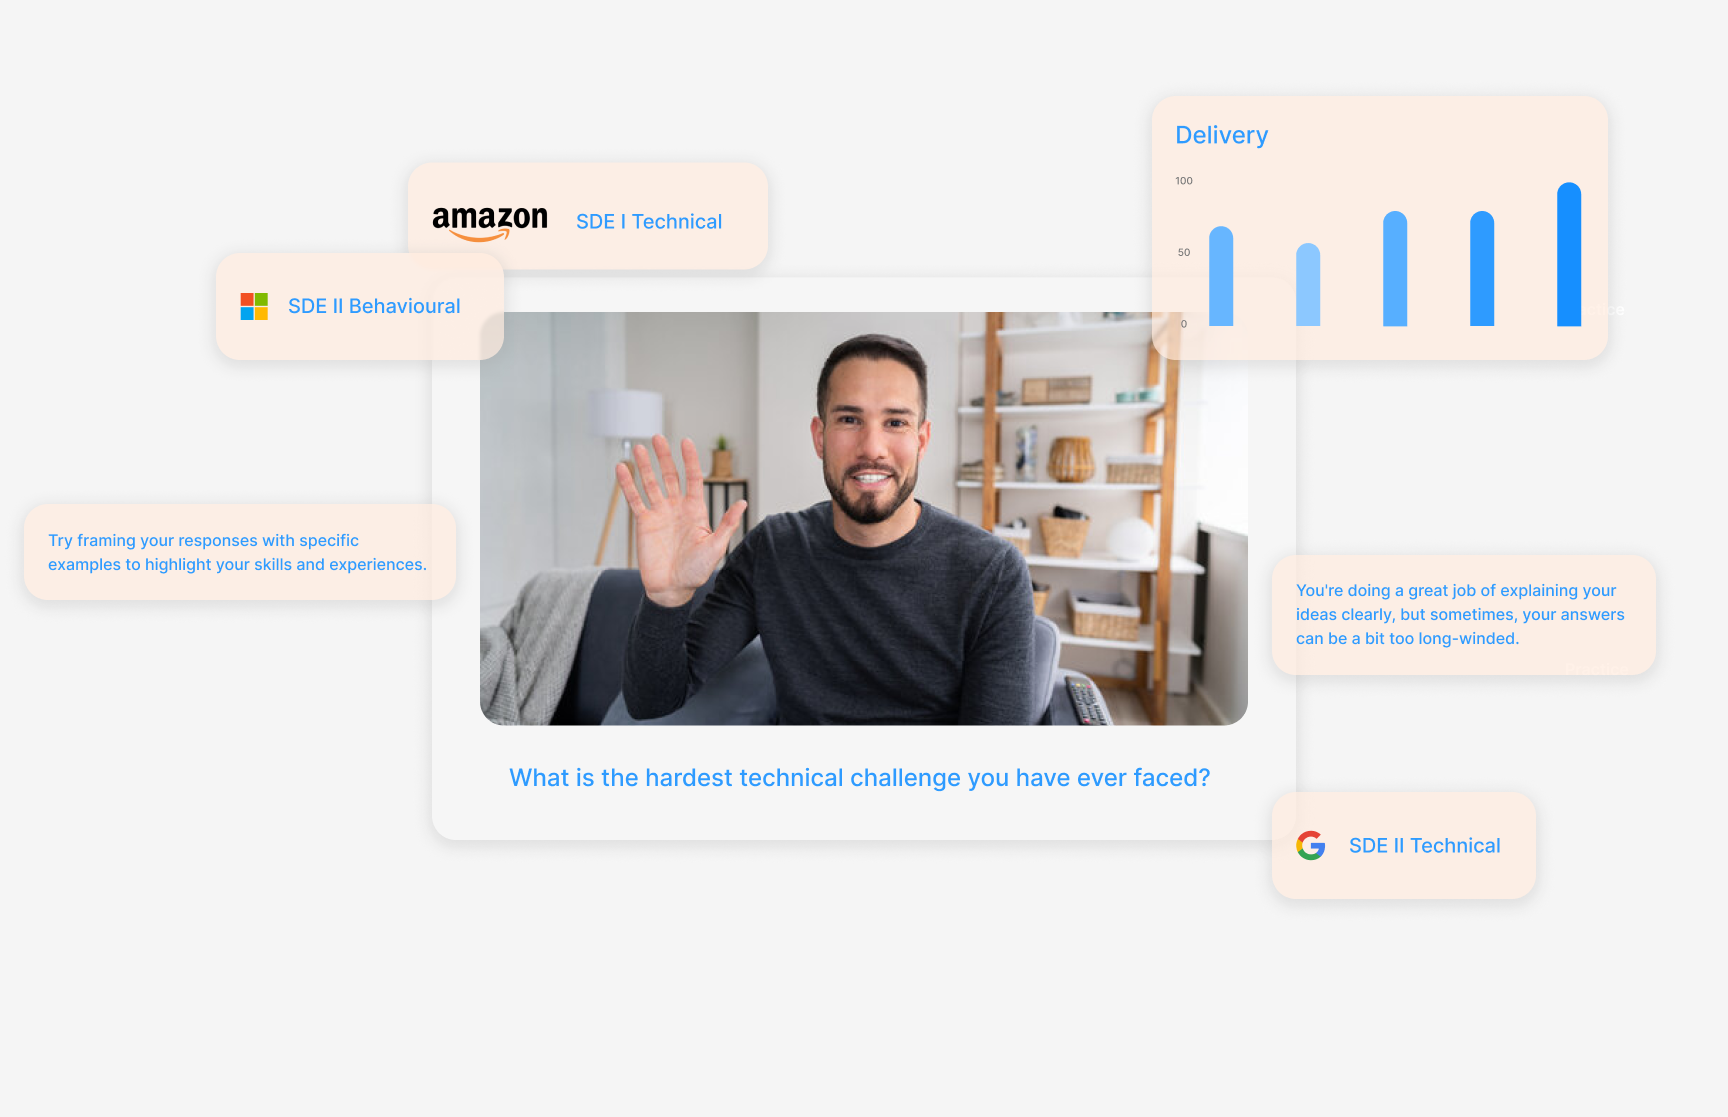 Delivery
100
50
0
amazon
SDE I Technical
SDE II Behavioural
Try framing your responses with specific
examples to highlight your skills and experiences.
You're doing a great job of explaining your
ideas clearly, but sometimes, your answers
can be a bit too long-winded.
What is the hardest technical challenge you have ever faced?
G
SDE II Technical